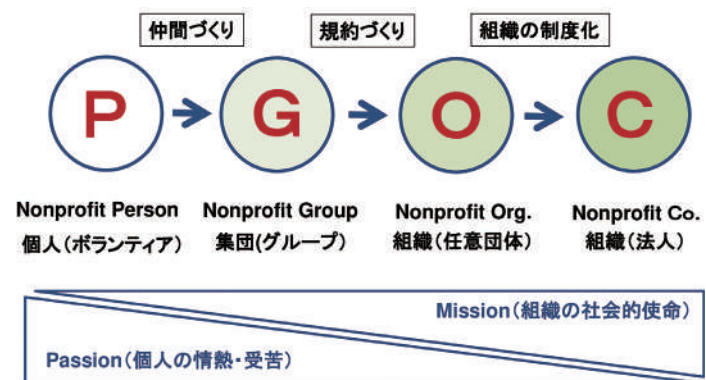 仲間づくり 規約づくり 組織の制度化
P G O C
Nonprofit Person Nonprofit Group Nonprofit Org. Nonprofit Co.
個人(ボランティア) 集団(グループ) 組織(任意団体) 組織(法人)
Mission(組織の社会的使命)
Passion(個人の情熱・受苦)